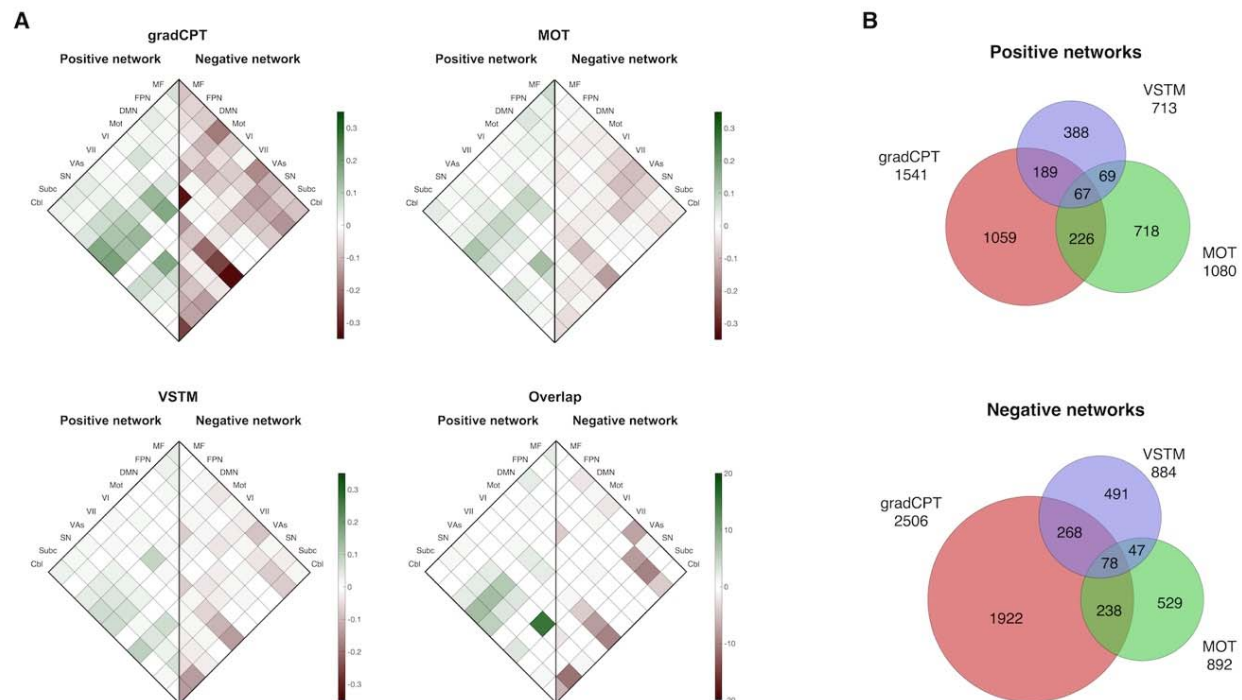 A
gradCPT
Positive network Negative network
MF MF
FPN FPN
DMN DMN
Mot Mot
VI VI
VII VII
VAs VAs
SN SN
Subc Subc
Cbl Cbl
0.3
0.2
0.1
0
-0.1
-0.2
-0.3
MOT
Positive network Negative network
MF MF
FPN FPN
DMN DMN
Mot Mot
VI VI
VII VII
VAs VAs
SN SN
Subc Subc
Cbl Cbl
0.3
0.2
0.1
0
-0.1
-0.2
-0.3
VSTM
Positive network Negative network
MF MF
FPN FPN
DMN DMN
Mot Mot
VI VI
VII VII
VAs VAs
SN SN
Subc Subc
Cbl Cbl
0.3
0.2
0.1
0
-0.1
-0.2
-0.3
Overlap
Positive network Negative network
MF MF
FPN FPN
DMN DMN
Mot Mot
VI VI
VII VII
VAs VAs
SN SN
Subc Subc
Cbl Cbl
20
10
0
-10
-20
B
Positive networks
VSTM
713
388
gradCPT
1541
189
69
67
1059
226
718
MOT
1080
Negative networks
VSTM
884
491
gradCPT
2506
268
47
78
1922
238
529
MOT
892